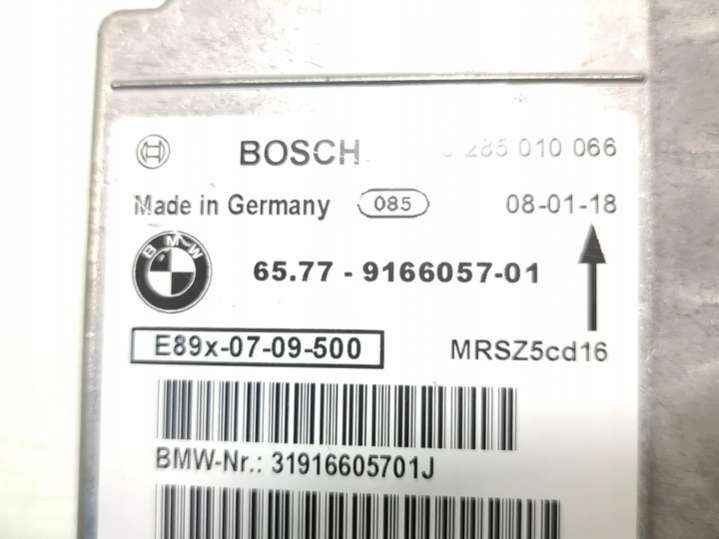 BOSCH 285 010 066
Made in Germany 085 08-01-18
BMW 65.77 - 9166057-01
E89x-07-09-500 MRSZ5cd16
BMW-Nr.: 31916605701J